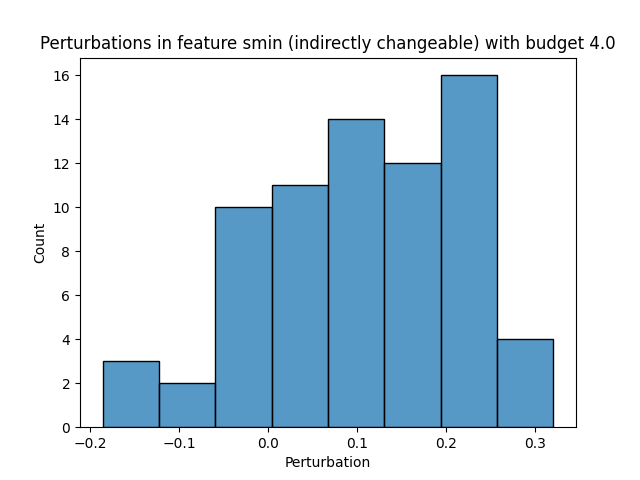 Perturbations in feature smin (indirectly changeable) with budget 4.0
16
14
12
10
8
6
4
2
0
Count
−0.2 −0.1 0.0 0.1 0.2 0.3
Perturbation